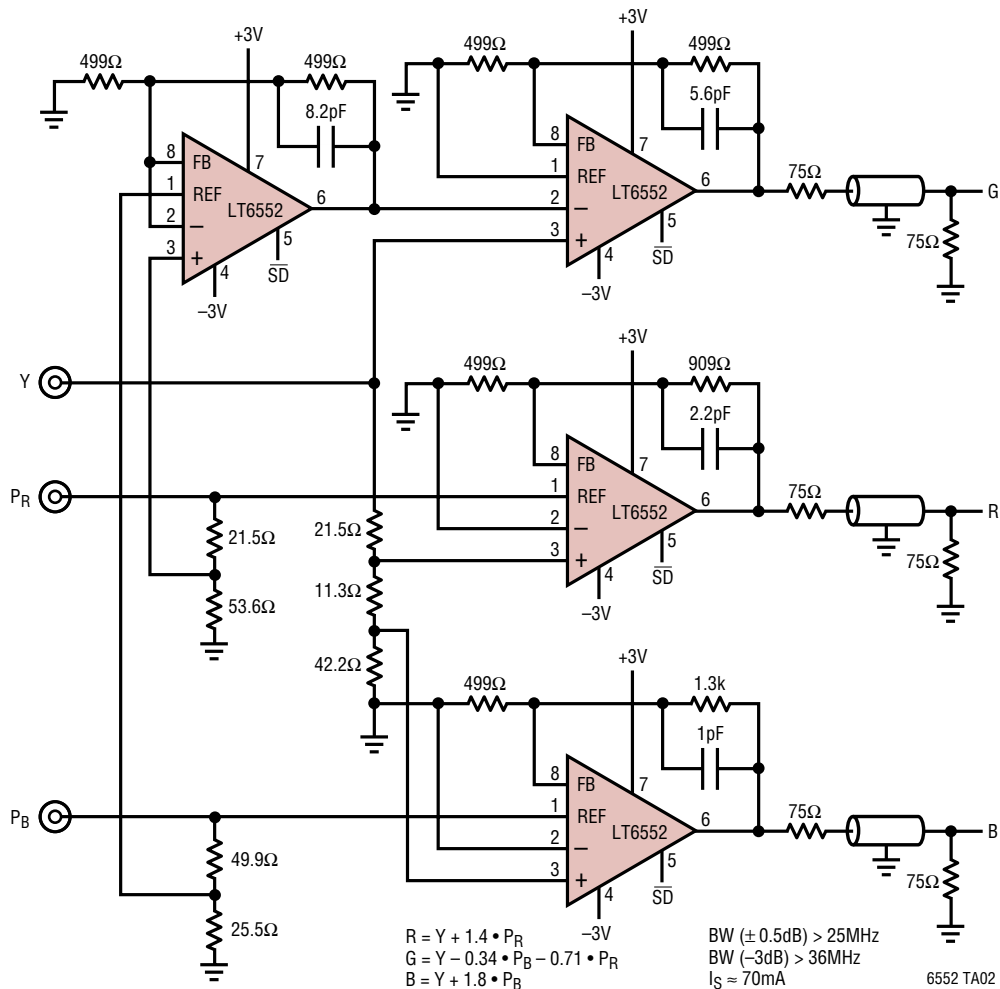 +3V
499Ω
499Ω
8.2pF
8
FB
7
1
REF
LT6552
6
2
–
5
3
+
4
SD
–3V
+3V
499Ω
499Ω
5.6pF
8
FB
7
1
REF
LT6552
6
2
–
5
3
+
4
SD
–3V
75Ω
75Ω
G
Y
PR
21.5Ω
53.6Ω
21.5Ω
11.3Ω
42.2Ω
+3V
499Ω
909Ω
2.2pF
8
FB
7
1
REF
LT6552
6
2
–
5
3
+
4
SD
–3V
75Ω
75Ω
R
PB
49.9Ω
25.5Ω
+3V
499Ω
1.3k
1pF
8
FB
7
1
REF
LT6552
6
2
–
5
3
+
4
SD
–3V
75Ω
75Ω
B
R = Y + 1.4 • PR
G = Y – 0.34 • PB – 0.71 • PR
B = Y + 1.8 • PB
BW (± 0.5dB) > 25MHz
BW (–3dB) > 36MHz
IS ≈ 70mA
6552 TA02